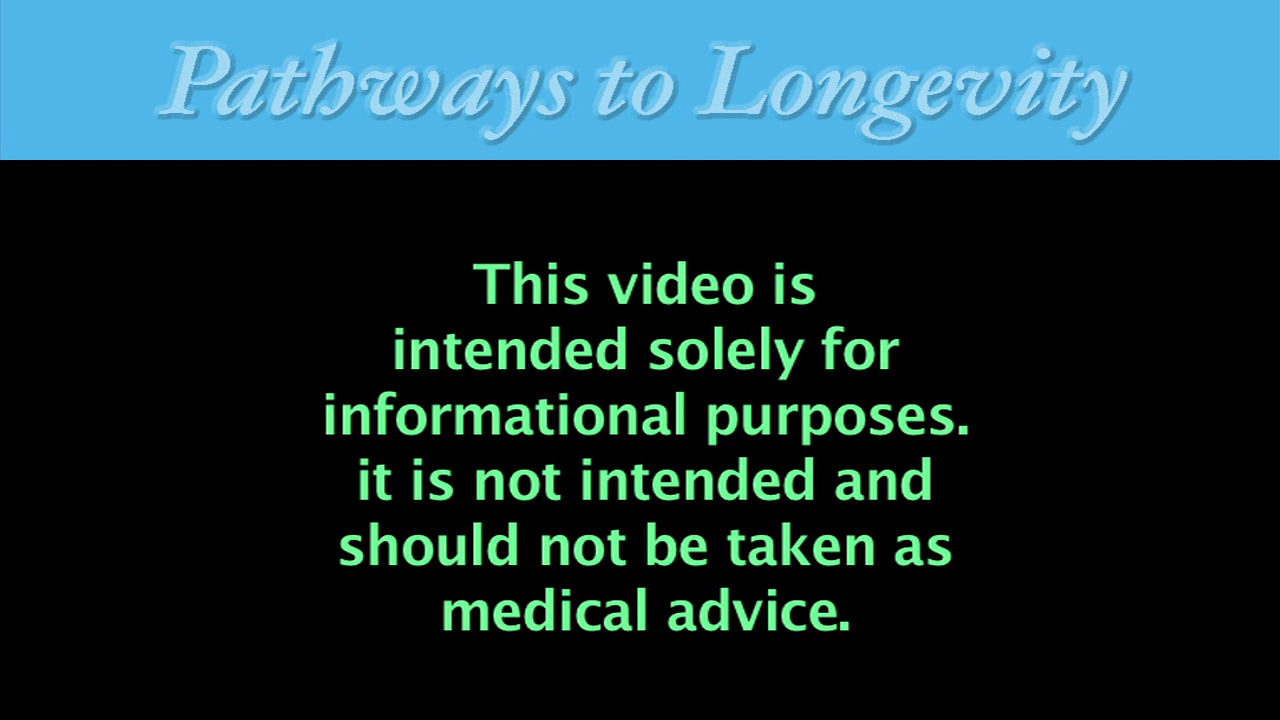 Pathways to Longevity
This video is
intended solely for
informational purposes.
it is not intended and
should not be taken as
medical advice.